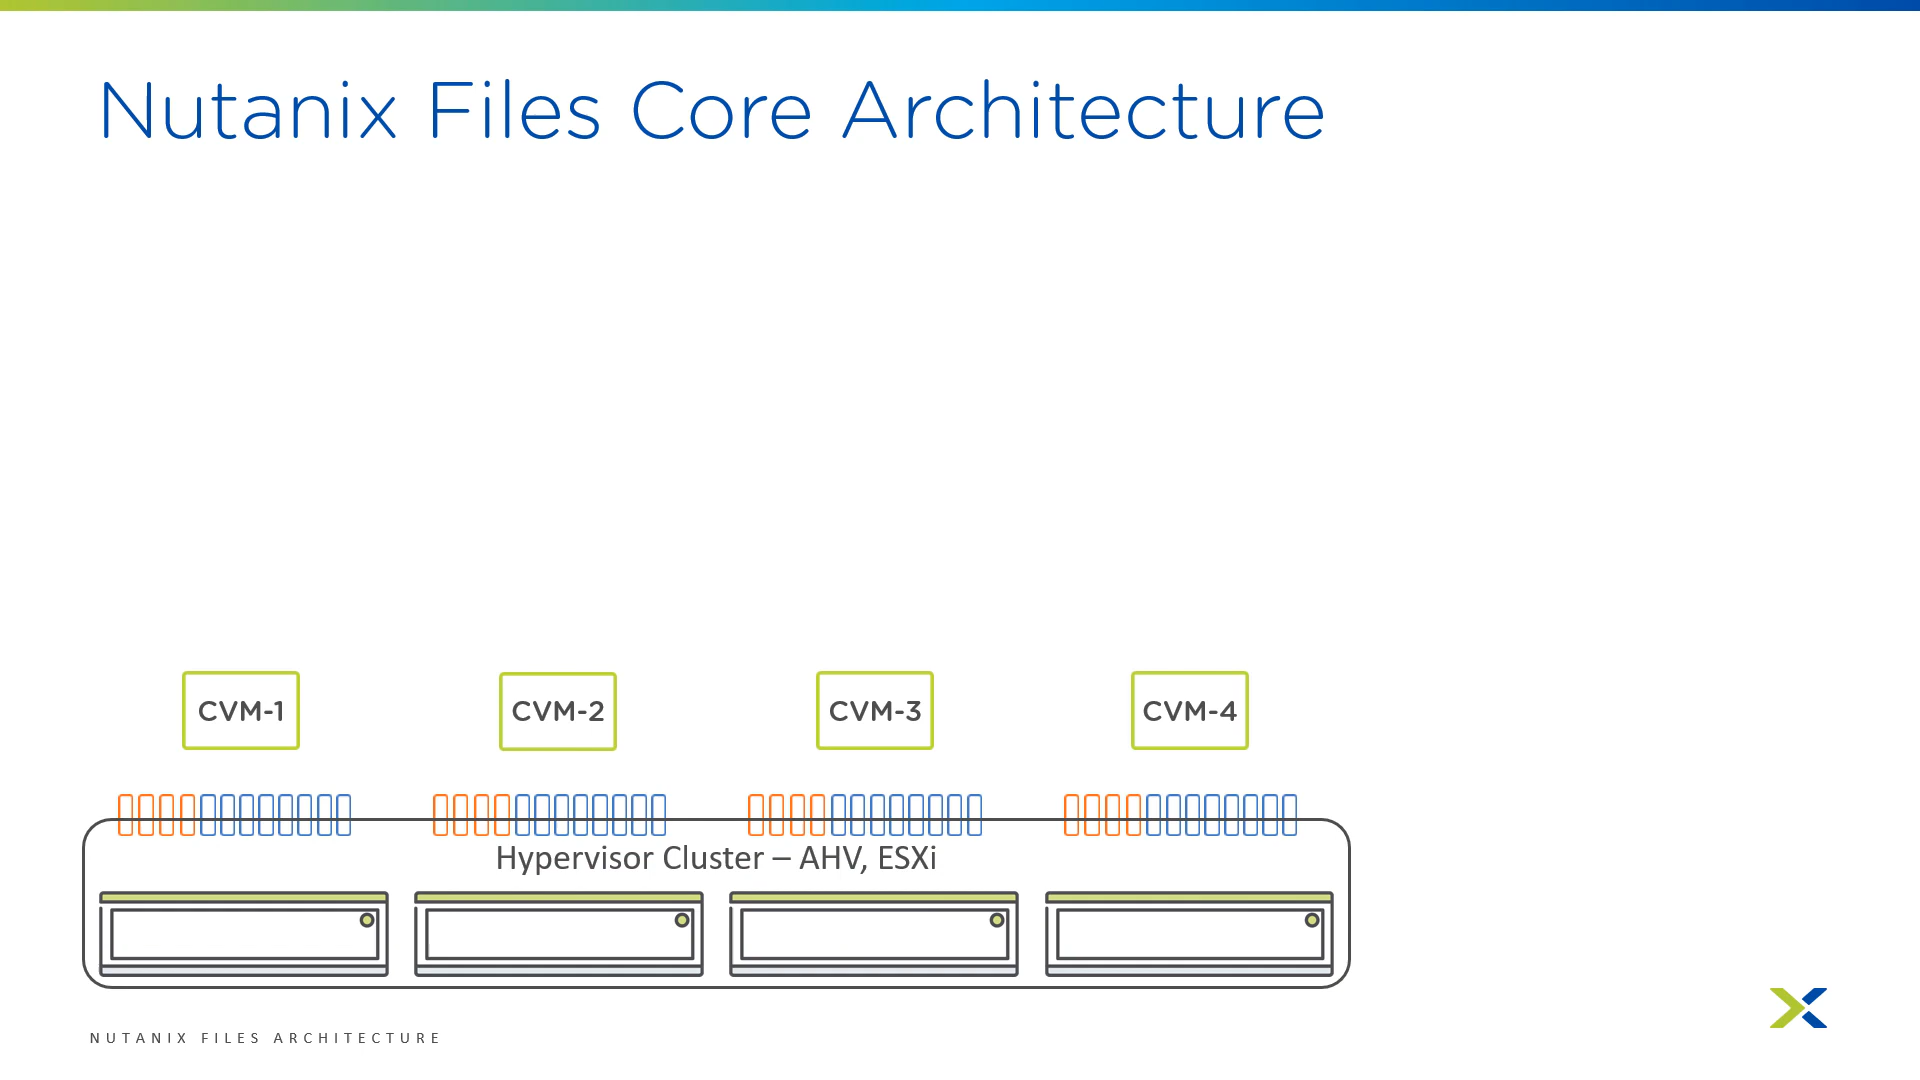 Nutanix Files Core Architecture
CVM-1
CVM-2
CVM-3
CVM-4
Hypervisor Cluster – AHV, ESXi
NUTANIX FILES ARCHITECTURE